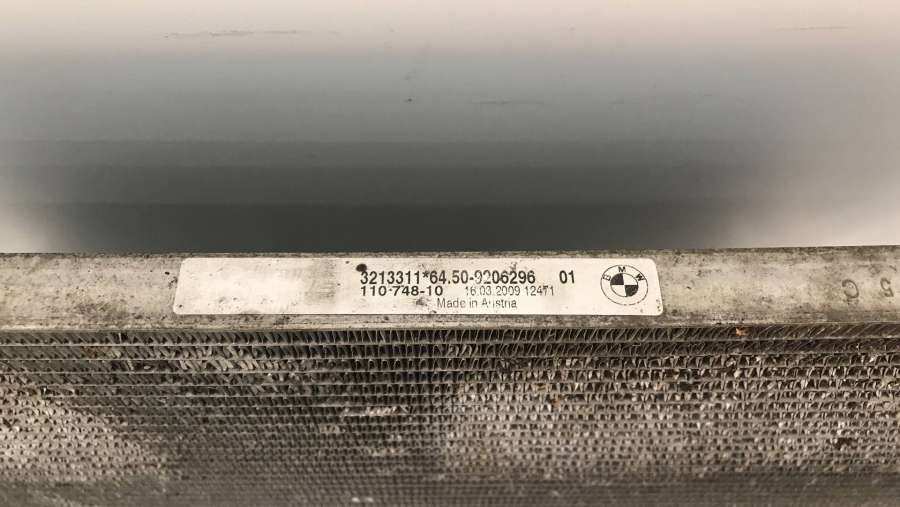 3213311*64.50-9206296 01
110-748-10 16.03.2009 12471
Made in Austria
BMW